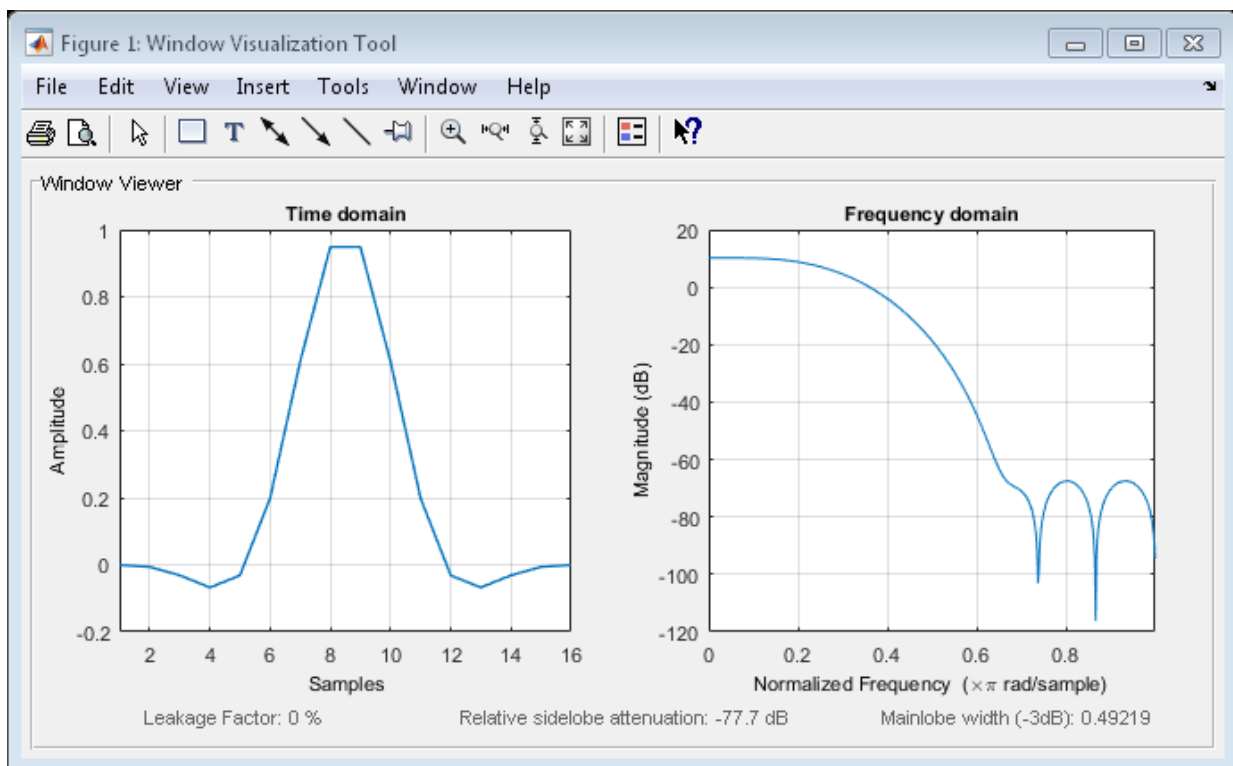 Figure 1: Window Visualization Tool
File Edit View Insert Tools Window Help
T
?
Window Viewer
Time domain
1
0.8
0.6
0.4
0.2
0
-0.2
Amplitude
2 4 6 8 10 12 14 16
Samples
Frequency domain
20
0
-20
-40
-60
-80
-100
-120
Magnitude (dB)
0 0.2 0.4 0.6 0.8
Normalized Frequency (×π rad/sample)
Leakage Factor: 0 % Relative sidelobe attenuation: -77.7 dB Mainlobe width (-3dB): 0.49219